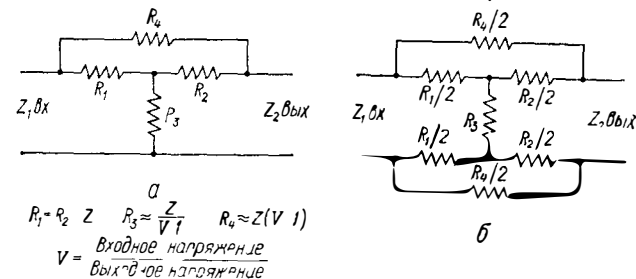 R₄
R₁ R₂
Z₁ вх P₃ Z₂ вых
а
R₄/2
R₁/2 R₂/2
Z₁ вх R₃ Z₂ вых
R₁/2 R₂/2
R₄/2
б
R₁ = R₂ Z R₃ ≈ Z / V 1 R₄ ≈ Z(V 1)
V = Входное напряжение
Выходное напряжение